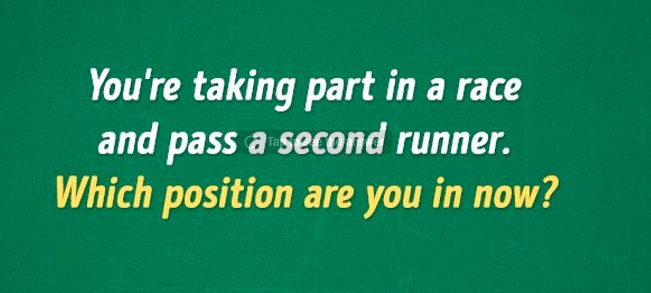 You're taking part in a race
and pass a second runner.
Which position are you in now?